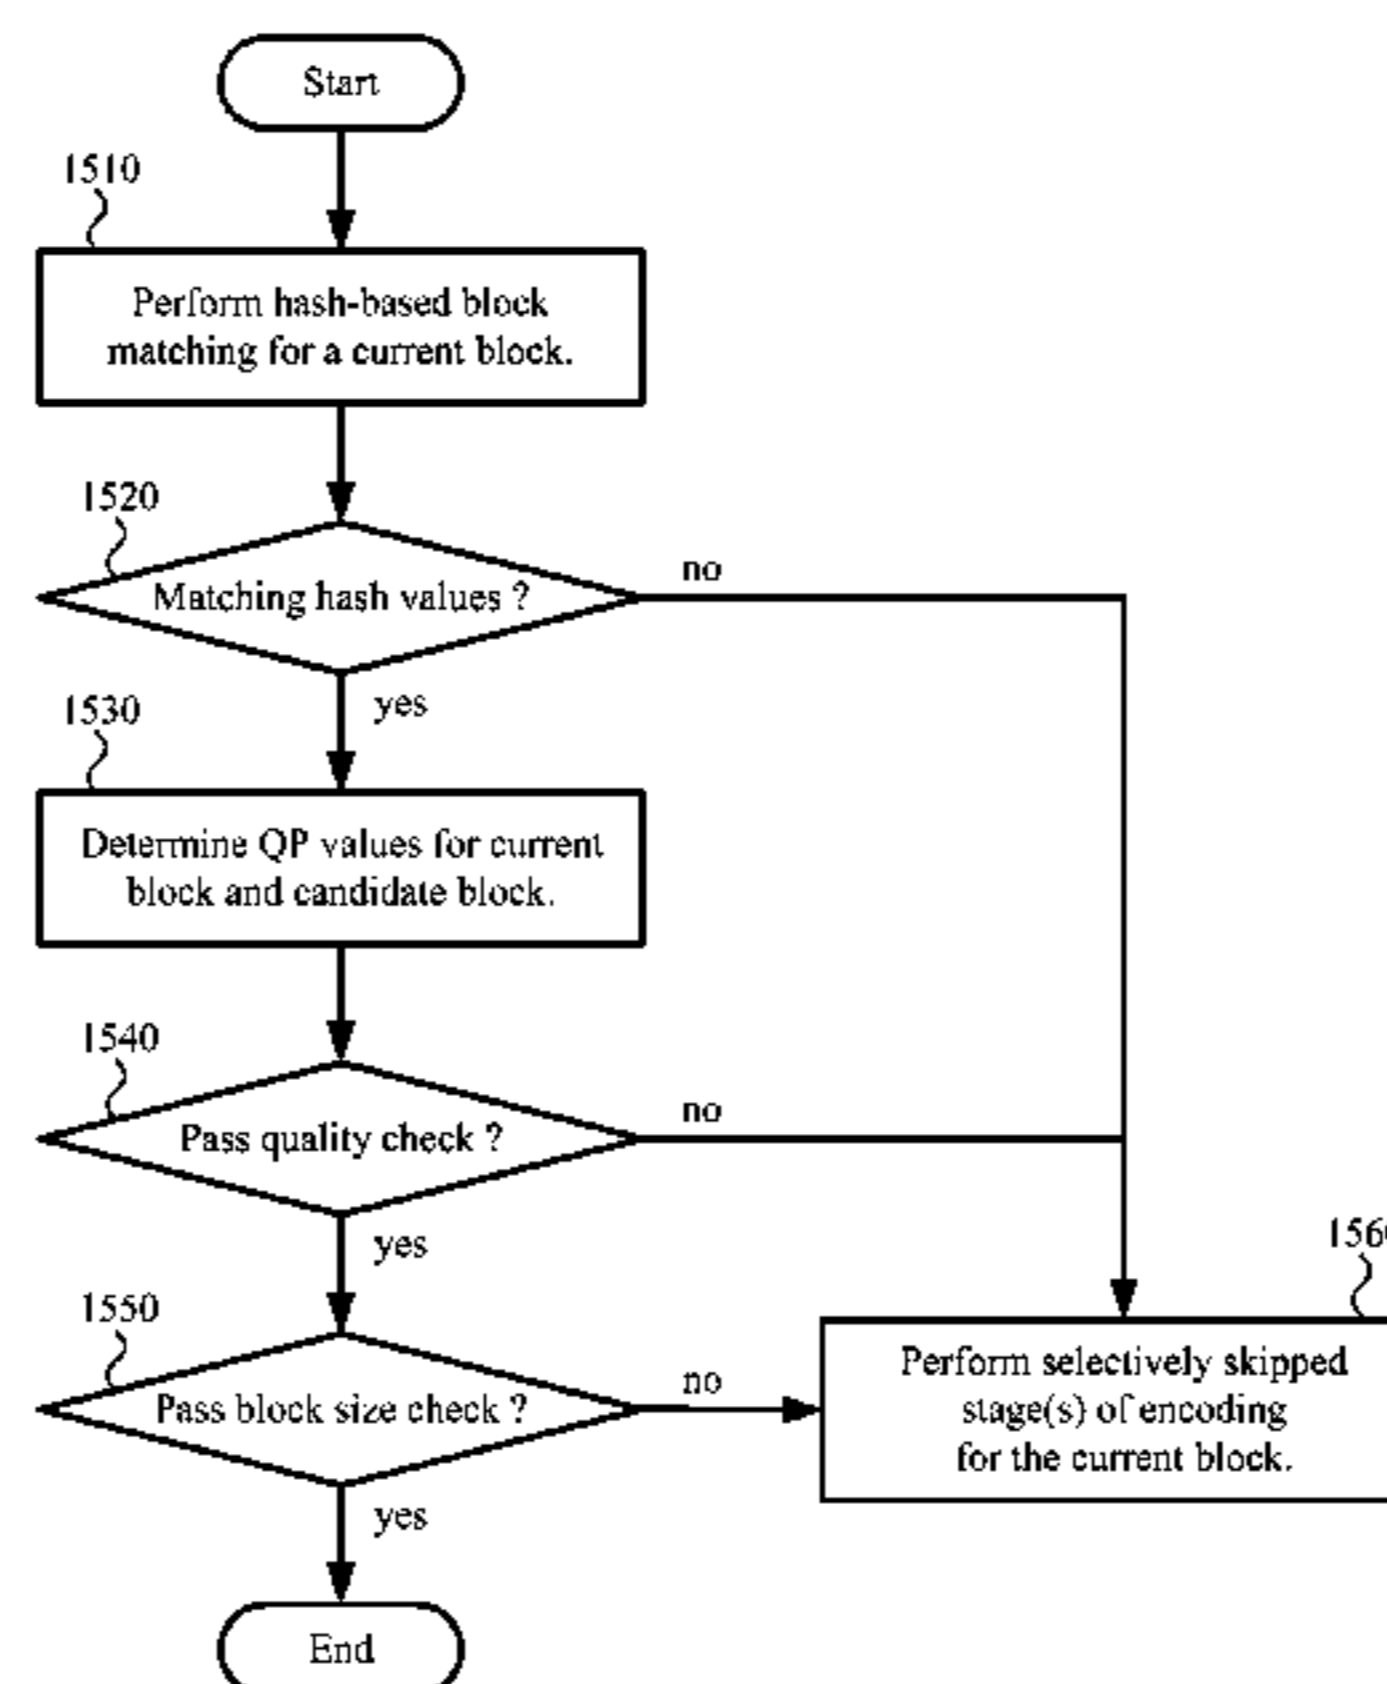 Start
1510
Perform hash-based block
matching for a current block.
1520
Matching hash values ?
no
yes
1530
Determine QP values for current
block and candidate block.
1540
Pass quality check ?
no
yes
1550
Pass block size check ?
no
1560
Perform selectively skipped
stage(s) of encoding
for the current block.
yes
End